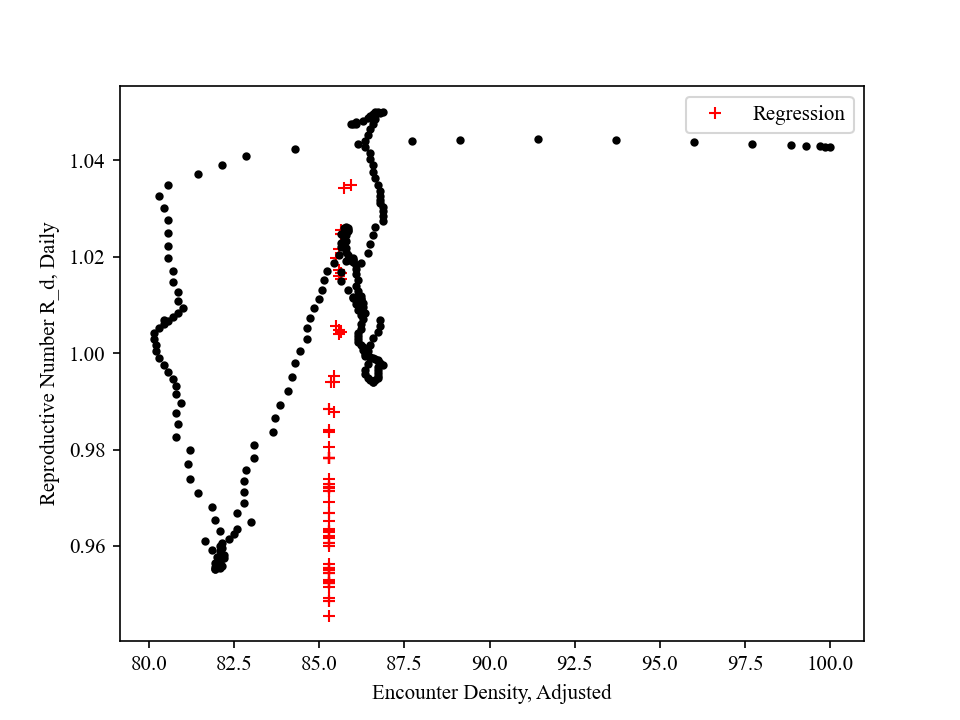 Regression
1.04
1.02
1.00
0.98
0.96
Reproductive Number R_d, Daily
80.0 82.5 85.0 87.5 90.0 92.5 95.0 97.5 100.0
Encounter Density, Adjusted